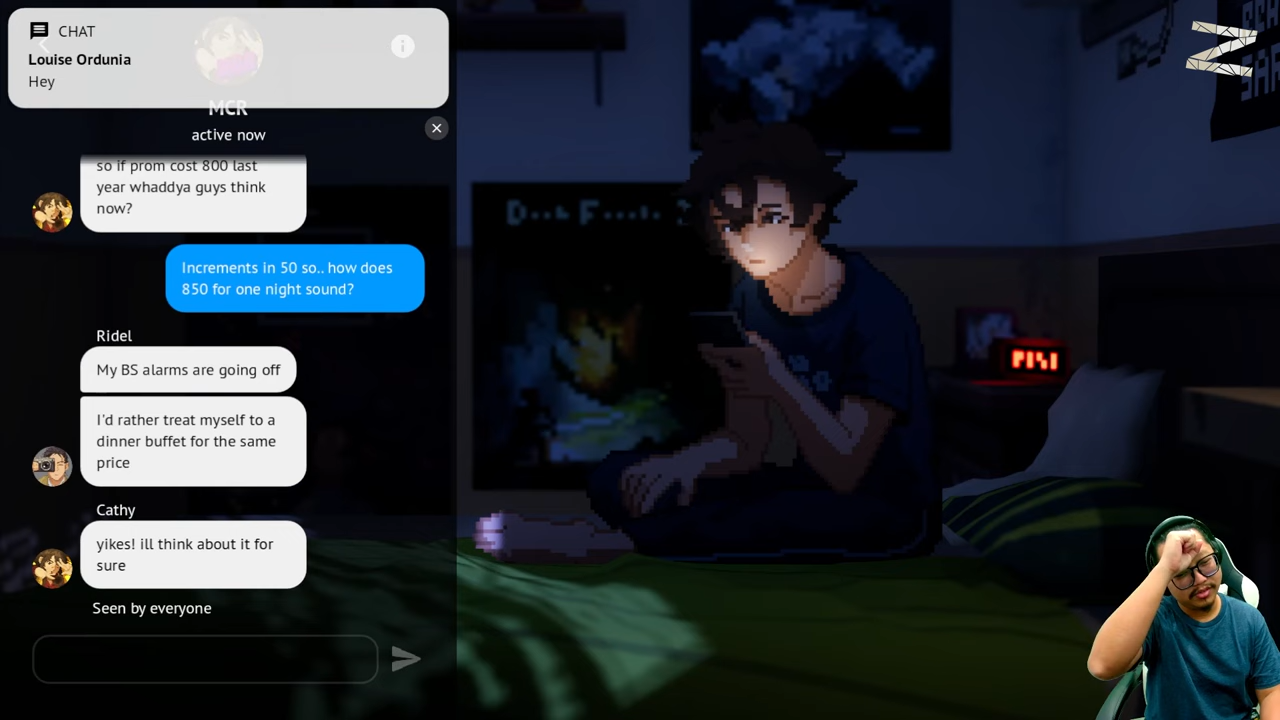 CHAT
Louise Ordunia
Hey
MCR
active now
so if prom cost 800 last
year whaddya guys think
now?
Increments in 50 so.. how does
850 for one night sound?
Ridel
My BS alarms are going off
I'd rather treat myself to a
dinner buffet for the same
price
Cathy
yikes! ill think about it for
sure
Seen by everyone